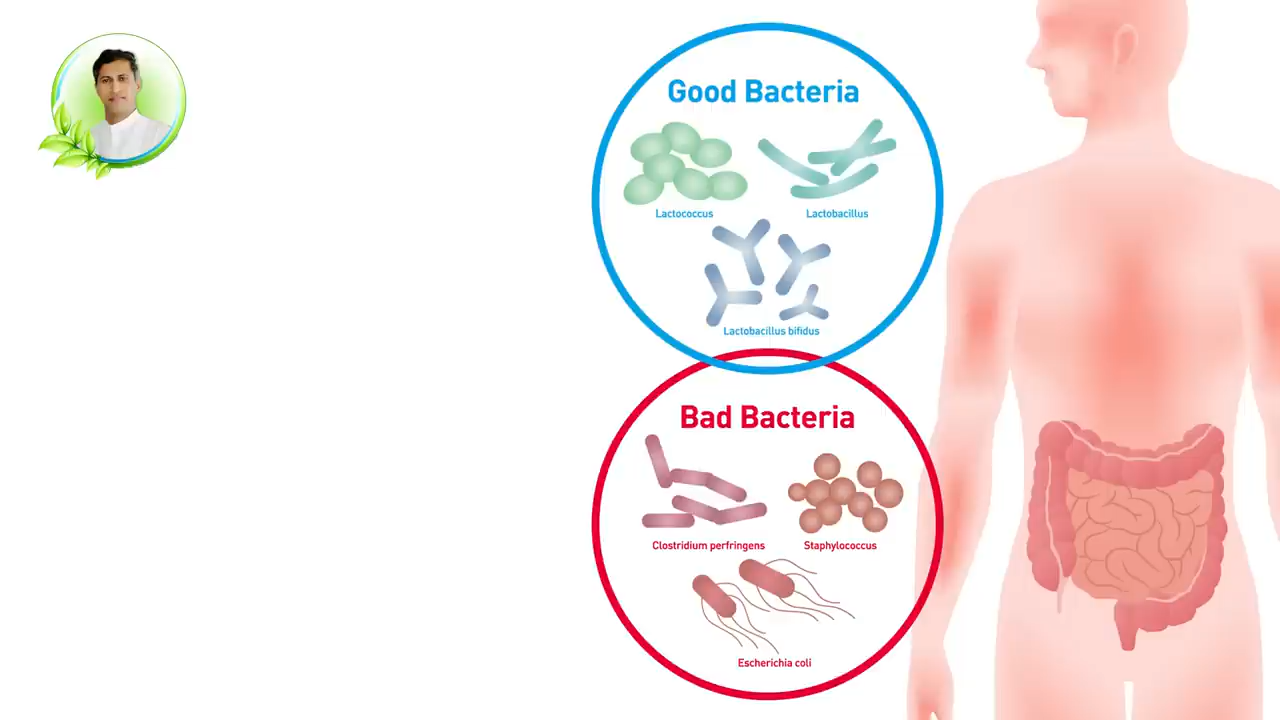 Good Bacteria
Lactococcus
Lactobacillus
Lactobacillus bifidus
Bad Bacteria
Clostridium perfringens
Staphylococcus
Escherichia coli